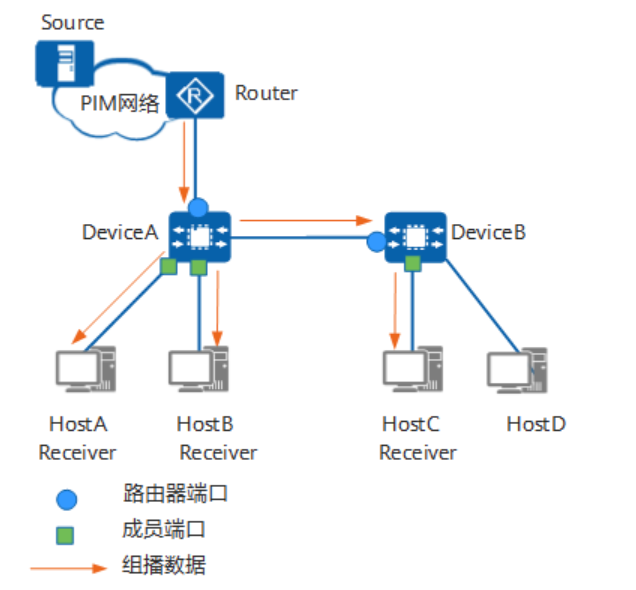 Source
PIM网络
R
Router
DeviceA
DeviceB
HostA
HostB
HostC
HostD
Receiver
Receiver
Receiver
路由器端口
成员端口
组播数据